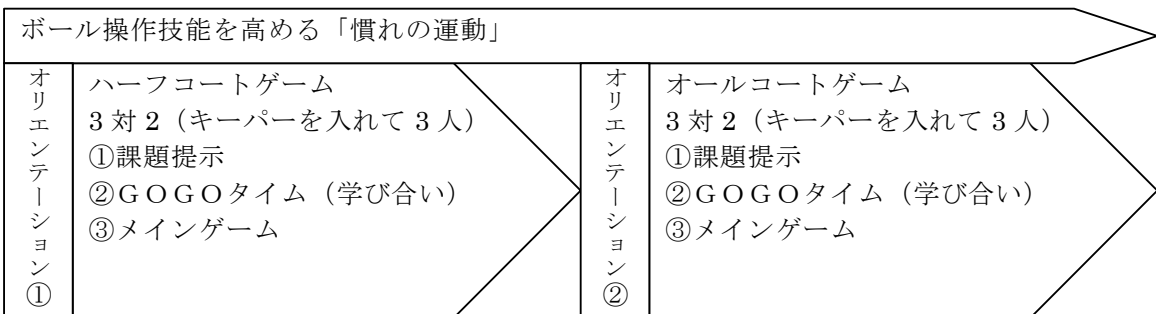 ボール操作技能を高める「慣れの運動」
オリエンテーション①
ハーフコートゲーム
3対2（キーパーを入れて3人）
①課題提示
②ＧＯＧＯタイム（学び合い）
③メインゲーム
オリエンテーション②
オールコートゲーム
3対2（キーパーを入れて3人）
①課題提示
②ＧＯＧＯタイム（学び合い）
③メインゲーム